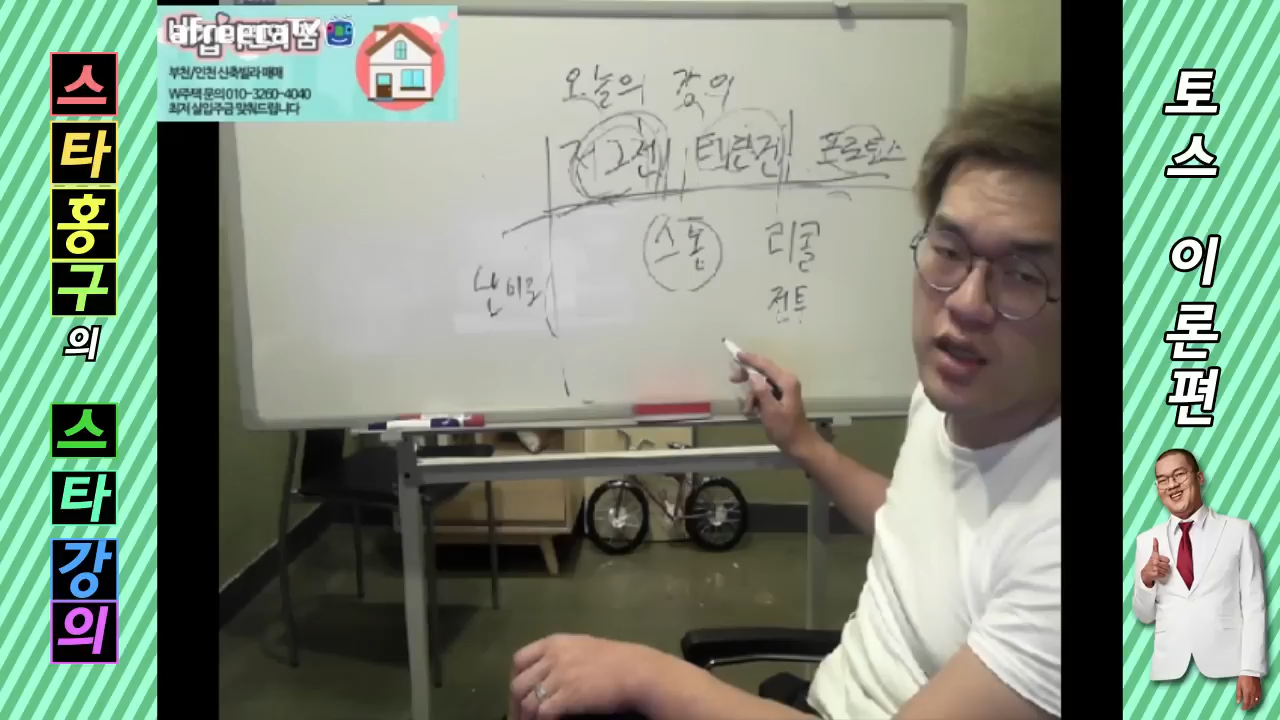 스타홍구의 스타강의
afreecaTV
부천/인천 신축빌라 매매
W주택 문의 010-3260-4040
최저 실입주금 맞춰드립니다
오늘의 강의
저그전 테란전 프로토스
스톰 리콜
난이도
전투
토스 이론편